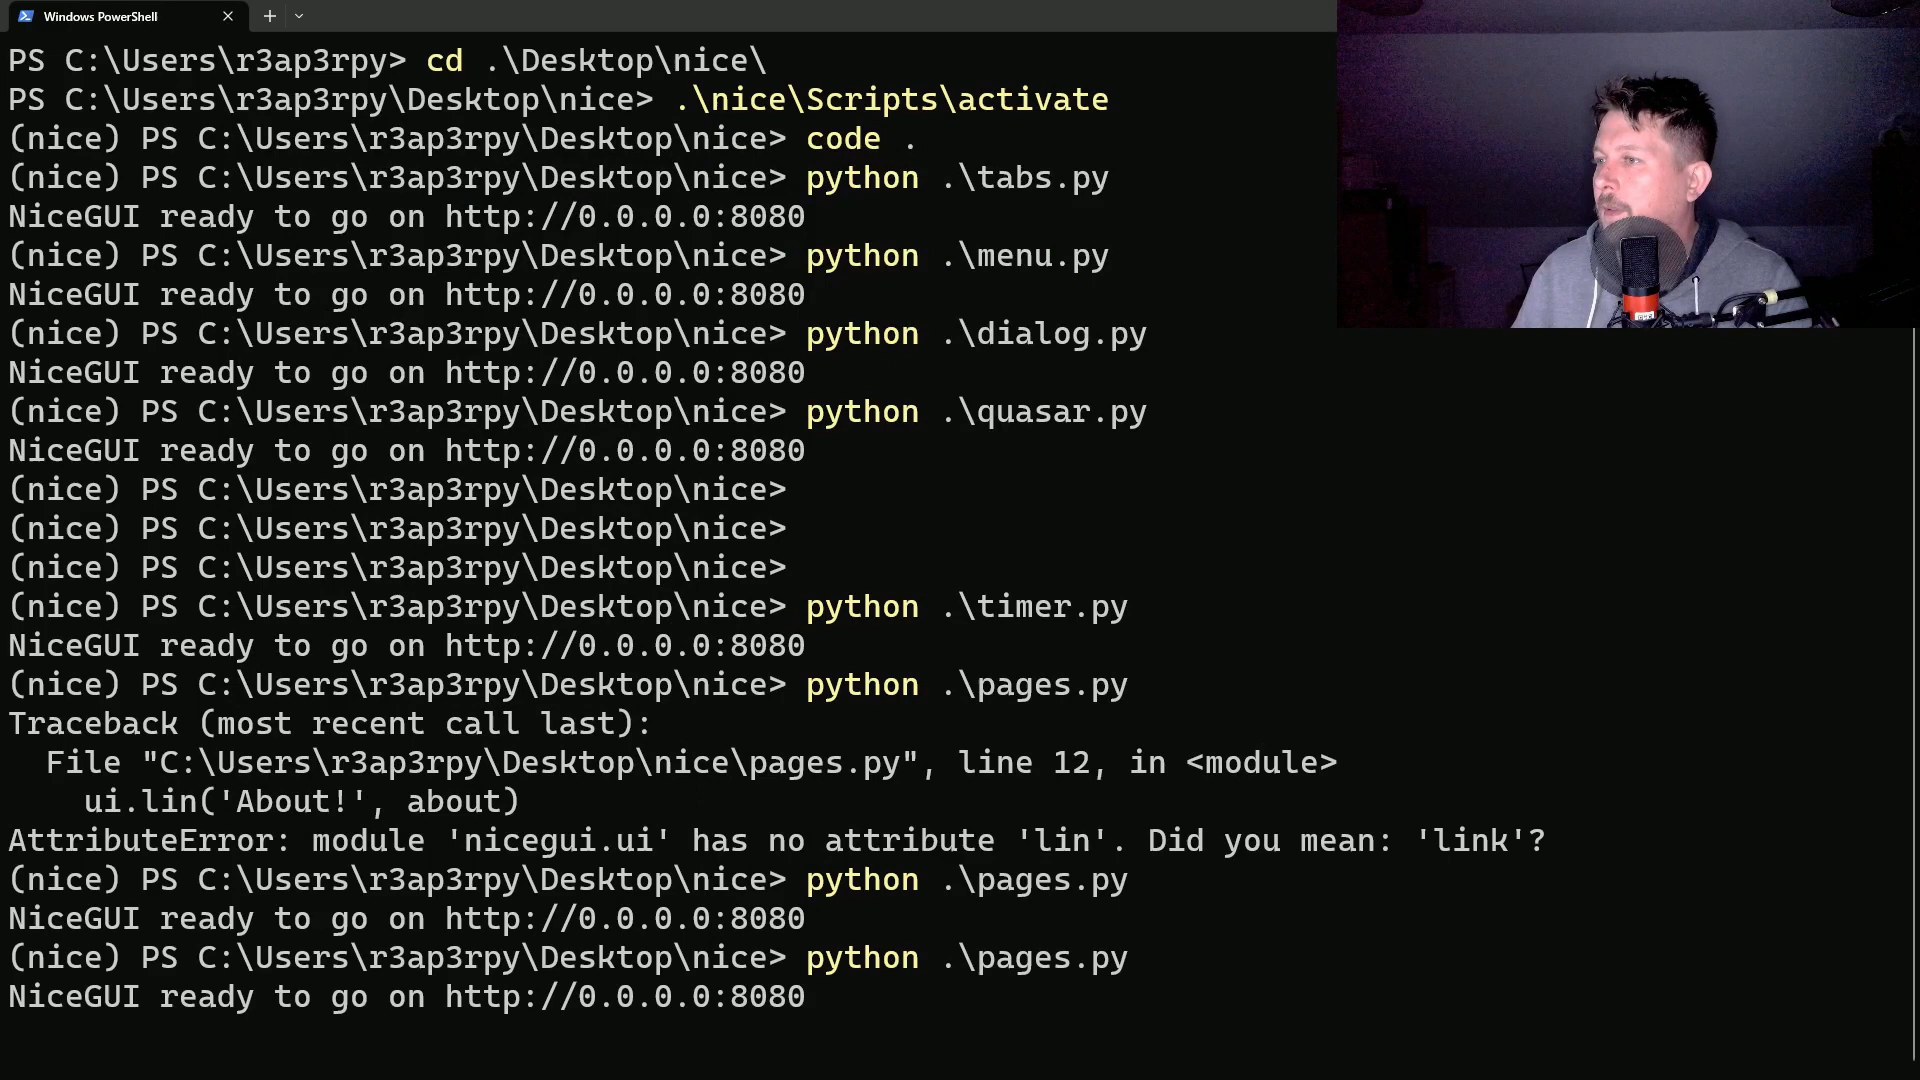 Windows PowerShell
PS C:\Users\r3ap3rpy> cd .\Desktop\nice\
PS C:\Users\r3ap3rpy\Desktop\nice> .\nice\Scripts\activate
(nice) PS C:\Users\r3ap3rpy\Desktop\nice> code .
(nice) PS C:\Users\r3ap3rpy\Desktop\nice> python .\tabs.py
NiceGUI ready to go on http://0.0.0.0:8080
(nice) PS C:\Users\r3ap3rpy\Desktop\nice> python .\menu.py
NiceGUI ready to go on http://0.0.0.0:8080
(nice) PS C:\Users\r3ap3rpy\Desktop\nice> python .\dialog.py
NiceGUI ready to go on http://0.0.0.0:8080
(nice) PS C:\Users\r3ap3rpy\Desktop\nice> python .\quasar.py
NiceGUI ready to go on http://0.0.0.0:8080
(nice) PS C:\Users\r3ap3rpy\Desktop\nice>
(nice) PS C:\Users\r3ap3rpy\Desktop\nice>
(nice) PS C:\Users\r3ap3rpy\Desktop\nice>
(nice) PS C:\Users\r3ap3rpy\Desktop\nice> python .\timer.py
NiceGUI ready to go on http://0.0.0.0:8080
(nice) PS C:\Users\r3ap3rpy\Desktop\nice> python .\pages.py
Traceback (most recent call last):
  File "C:\Users\r3ap3rpy\Desktop\nice\pages.py", line 12, in <module>
    ui.lin('About!', about)
AttributeError: module 'nicegui.ui' has no attribute 'lin'. Did you mean: 'link'?
(nice) PS C:\Users\r3ap3rpy\Desktop\nice> python .\pages.py
NiceGUI ready to go on http://0.0.0.0:8080
(nice) PS C:\Users\r3ap3rpy\Desktop\nice> python .\pages.py
NiceGUI ready to go on http://0.0.0.0:8080